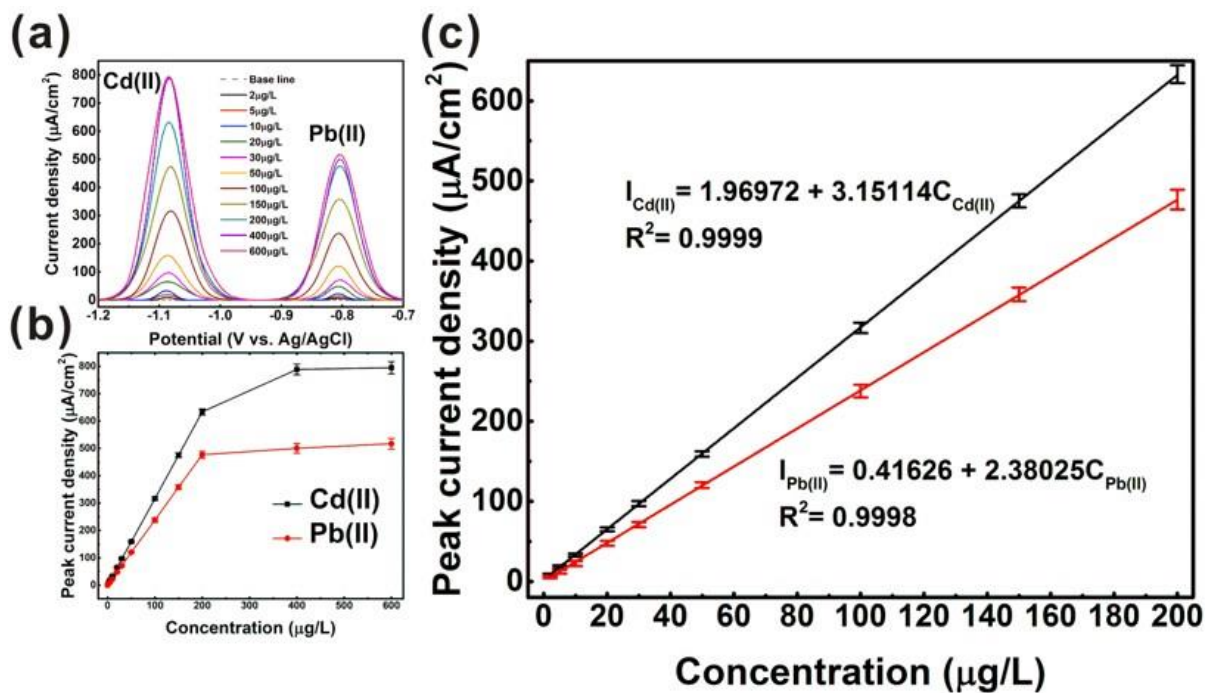 (a)
Cd(II)
Pb(II)
Base line
2μg/L
5μg/L
10μg/L
20μg/L
30μg/L
50μg/L
100μg/L
150μg/L
200μg/L
400μg/L
600μg/L
Current density (μA/cm²)
800
700
600
500
400
300
200
100
0
-1.2 -1.1 -1.0 -0.9 -0.8 -0.7
Potential (V vs. Ag/AgCl)
(b)
Peak current density (μA/cm²)
800
700
600
500
400
300
200
100
0
Cd(II)
Pb(II)
0 100 200 300 400 500 600
Concentration (μg/L)
(c)
Peak current density (μA/cm²)
600
500
400
300
200
100
0
I_Cd(II) = 1.96972 + 3.15114C_Cd(II)
R² = 0.9999
I_Pb(II) = 0.41626 + 2.38025C_Pb(II)
R² = 0.9998
0 20 40 60 80 100 120 140 160 180 200
Concentration (μg/L)